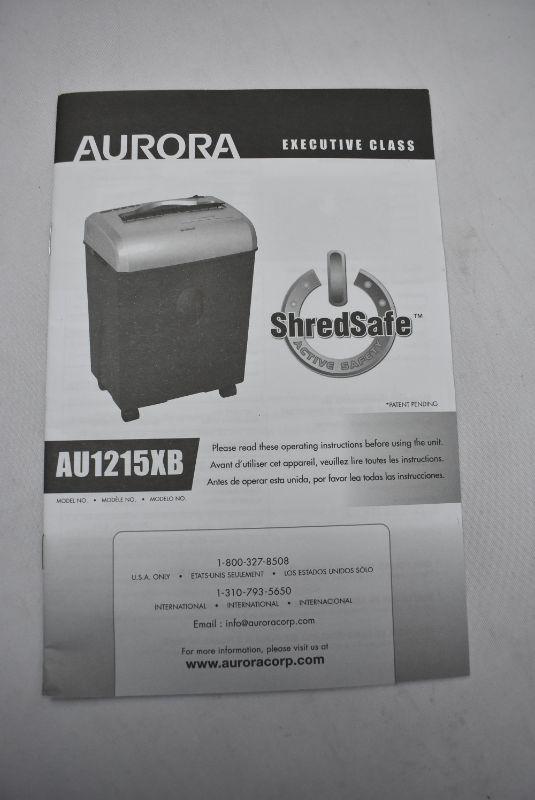 AURORA
EXECUTIVE CLASS
ShredSafe™
ACTIVE SAFETY
*PATENT PENDING
AU1215XB
MODEL NO. • MODÈLE NO. • MODELO NO.
Please read these operating instructions before using the unit.
Avant d'utiliser cet appareil, veuillez lire toutes les instructions.
Antes de operar esta unida, por favor lea todas las instrucciones.
1-800-327-8508
U.S.A. ONLY • ÉTATS-UNIS SEULEMENT • LOS ESTADOS UNIDOS SÓLO
1-310-793-5650
INTERNATIONAL • INTERNATIONAL • INTERNACIONAL
Email : info@auroracorp.com
For more information, please visit us at
www.auroracorp.com